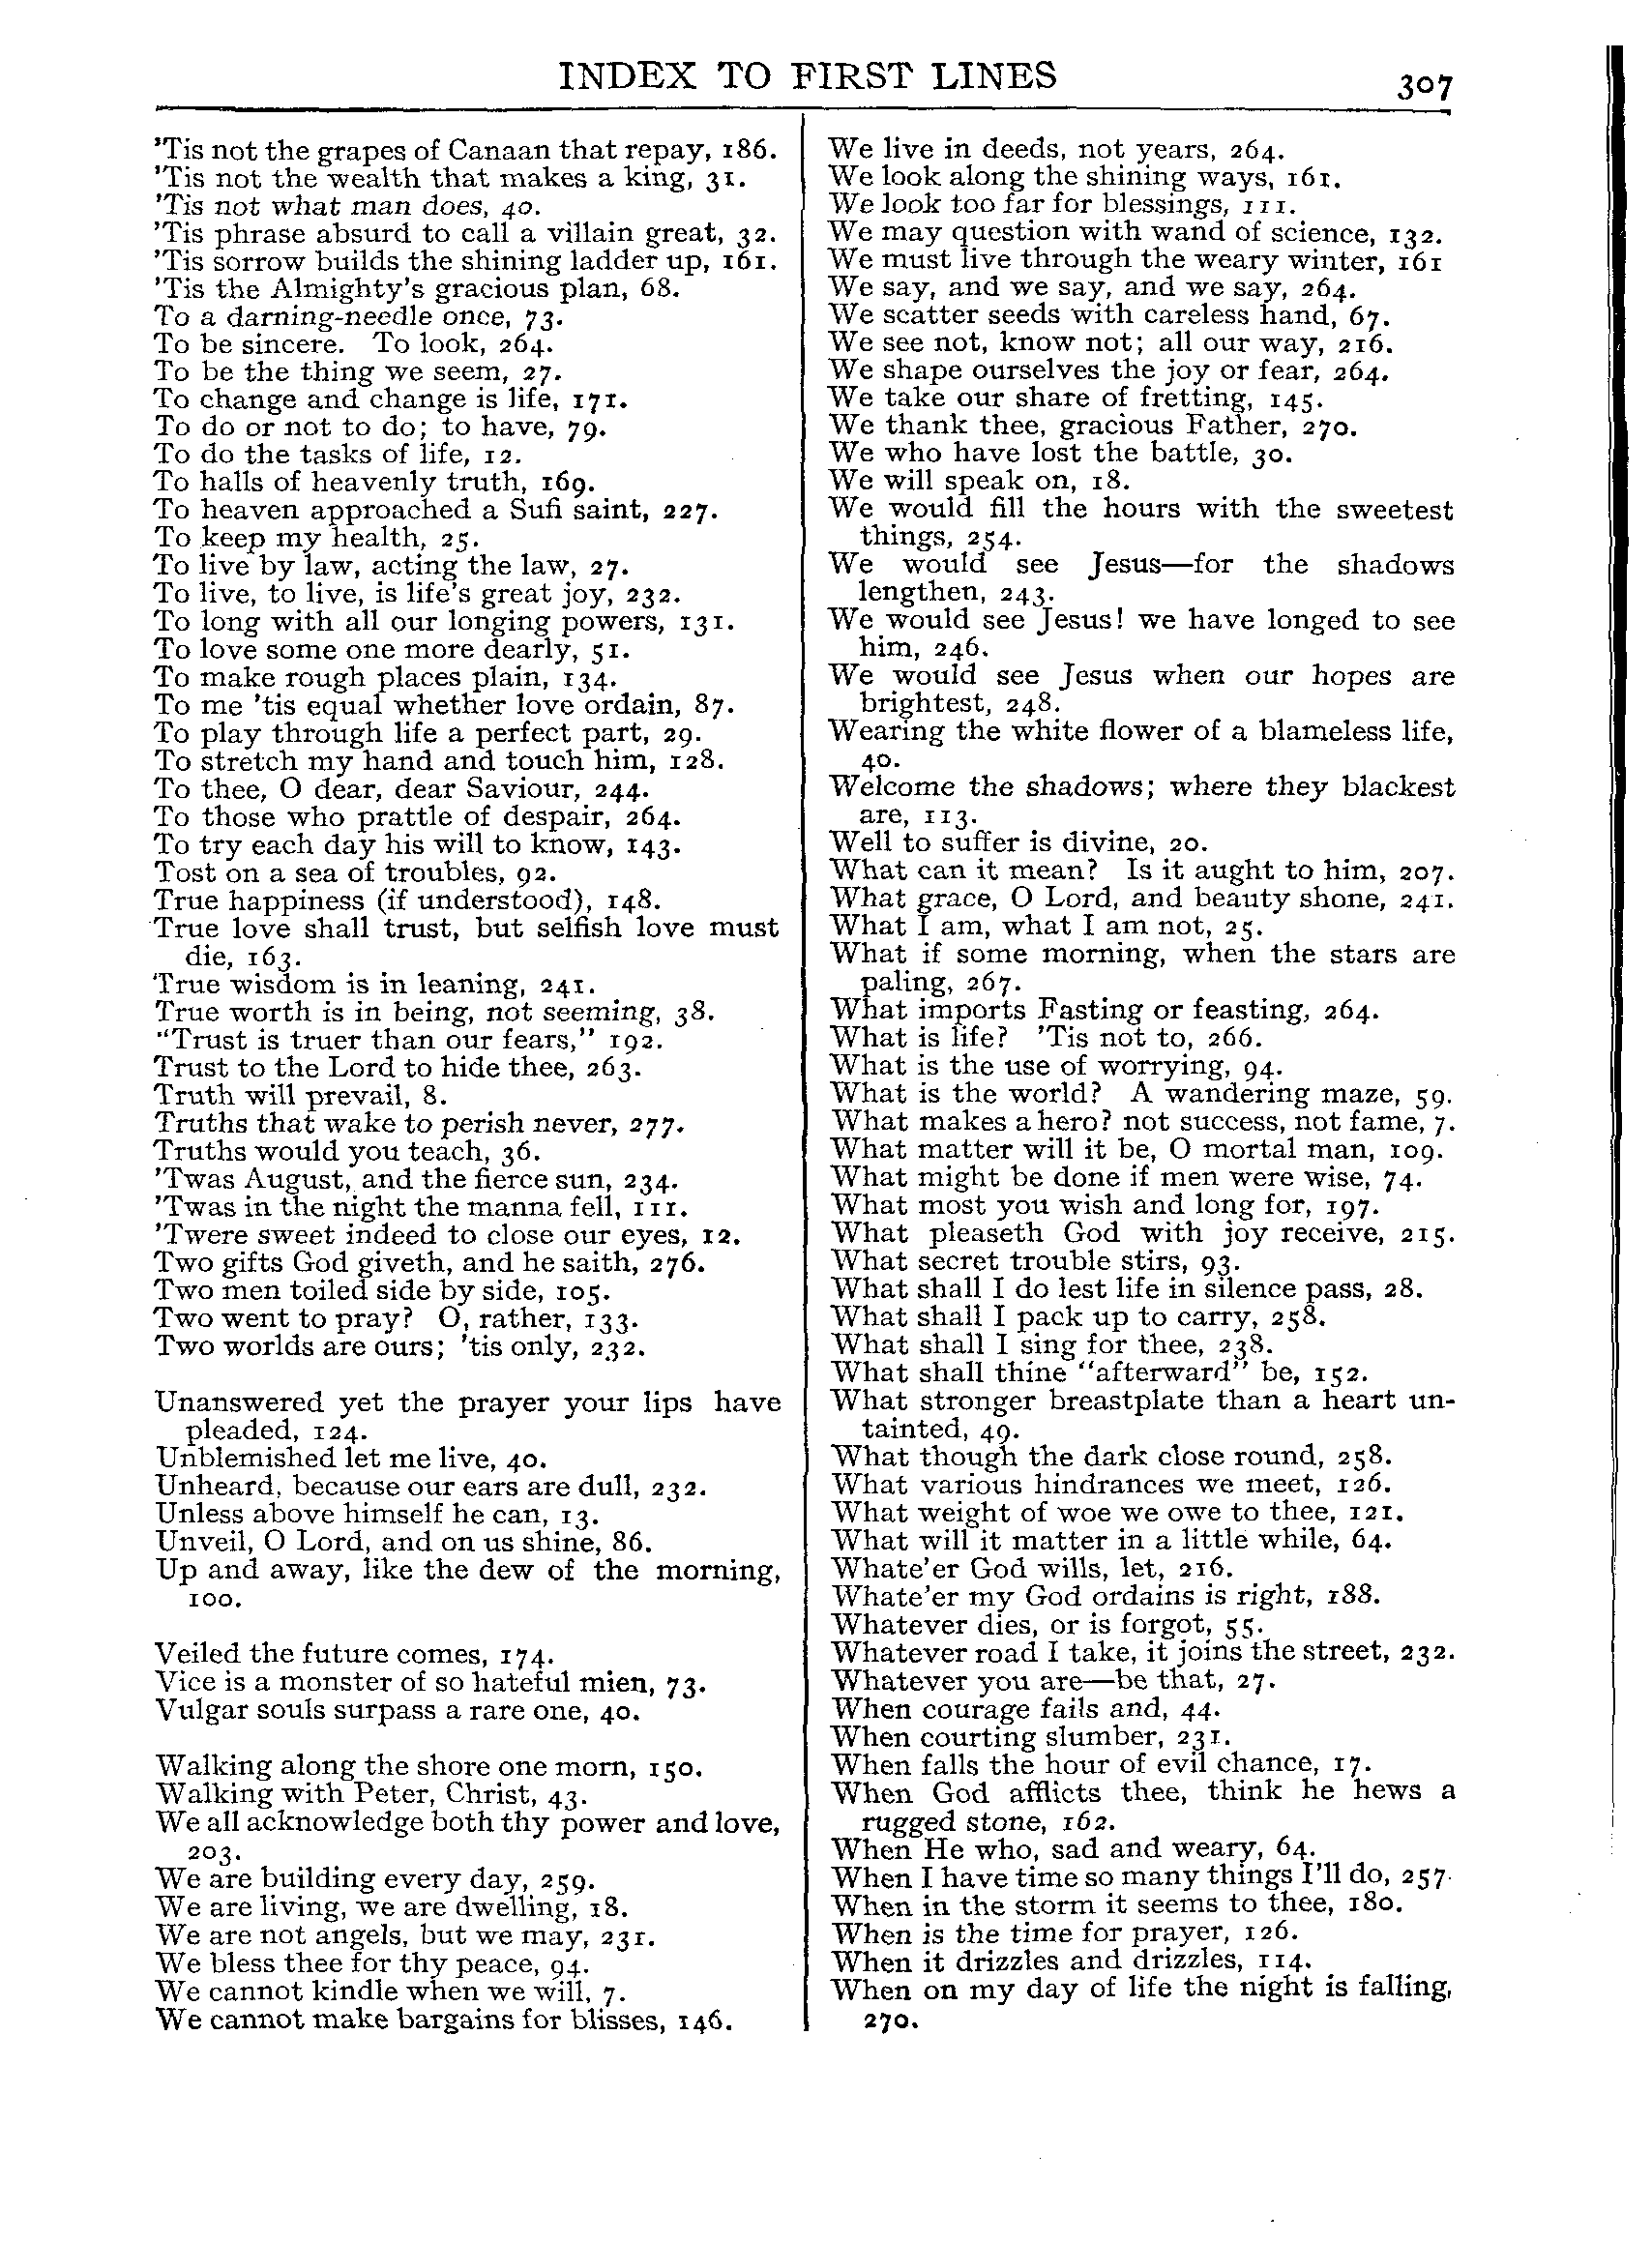 INDEX TO FIRST LINES
307
'Tis not the grapes of Canaan that repay, 186.
'Tis not the wealth that makes a king, 31.
'Tis not what man does, 40.
'Tis phrase absurd to call a villain great, 32.
'Tis sorrow builds the shining ladder up, 161.
'Tis the Almighty's gracious plan, 68.
To a darning-needle once, 73.
To be sincere. To look, 264.
To be the thing we seem, 27.
To change and change is life, 171.
To do or not to do; to have, 79.
To do the tasks of life, 12.
To halls of heavenly truth, 169.
To heaven approached a Sufi saint, 227.
To keep my health, 25.
To live by law, acting the law, 27.
To live, to live, is life's great joy, 232.
To long with all our longing powers, 131.
To love some one more dearly, 51.
To make rough places plain, 134.
To me 'tis equal whether love ordain, 87.
To play through life a perfect part, 29.
To stretch my hand and touch him, 128.
To thee, O dear, dear Saviour, 244.
To those who prattle of despair, 264.
To try each day his will to know, 143.
Tost on a sea of troubles, 92.
True happiness (if understood), 148.
True love shall trust, but selfish love must
die, 163.
True wisdom is in leaning, 241.
True worth is in being, not seeming, 38.
"Trust is truer than our fears," 192.
Trust to the Lord to hide thee, 263.
Truth will prevail, 8.
Truths that wake to perish never, 277.
Truths would you teach, 36.
'Twas August, and the fierce sun, 234.
'Twas in the night the manna fell, 111.
'Twere sweet indeed to close our eyes, 12.
Two gifts God giveth, and he saith, 276.
Two men toiled side by side, 105.
Two went to pray? O, rather, 133.
Two worlds are ours; 'tis only, 232.
Unanswered yet the prayer your lips have
pleaded, 124.
Unblemished let me live, 40.
Unheard, because our ears are dull, 232.
Unless above himself he can, 13.
Unveil, O Lord, and on us shine, 86.
Up and away, like the dew of the morning,
100.
Veiled the future comes, 174.
Vice is a monster of so hateful mien, 73.
Vulgar souls surpass a rare one, 40.
Walking along the shore one morn, 150.
Walking with Peter, Christ, 43.
We all acknowledge both thy power and love,
203.
We are building every day, 259.
We are living, we are dwelling, 18.
We are not angels, but we may, 231.
We bless thee for thy peace, 94.
We cannot kindle when we will, 7.
We cannot make bargains for blisses, 146.
We live in deeds, not years, 264.
We look along the shining ways, 161.
We look too far for blessings, 111.
We may question with wand of science, 132.
We must live through the weary winter, 161
We say, and we say, and we say, 264.
We scatter seeds with careless hand, 67.
We see not, know not; all our way, 216.
We shape ourselves the joy or fear, 264.
We take our share of fretting, 145.
We thank thee, gracious Father, 270.
We who have lost the battle, 30.
We will speak on, 18.
We would fill the hours with the sweetest
things, 254.
We would see Jesus—for the shadows
lengthen, 243.
We would see Jesus! we have longed to see
him, 246.
We would see Jesus when our hopes are
brightest, 248.
Wearing the white flower of a blameless life,
40.
Welcome the shadows; where they blackest
are, 113.
Well to suffer is divine, 20.
What can it mean? Is it aught to him, 207.
What grace, O Lord, and beauty shone, 241.
What I am, what I am not, 25.
What if some morning, when the stars are
paling, 267.
What imports Fasting or feasting, 264.
What is life? 'Tis not to, 266.
What is the use of worrying, 94.
What is the world? A wandering maze, 59.
What makes a hero? not success, not fame, 7.
What matter will it be, O mortal man, 109.
What might be done if men were wise, 74.
What most you wish and long for, 197.
What pleaseth God with joy receive, 215.
What secret trouble stirs, 93.
What shall I do lest life in silence pass, 28.
What shall I pack up to carry, 258.
What shall I sing for thee, 238.
What shall thine "afterward" be, 152.
What stronger breastplate than a heart un-
tainted, 49.
What though the dark close round, 258.
What various hindrances we meet, 126.
What weight of woe we owe to thee, 121.
What will it matter in a little while, 64.
Whate'er God wills, let, 216.
Whate'er my God ordains is right, 188.
Whatever dies, or is forgot, 55.
Whatever road I take, it joins the street, 232.
Whatever you are—be that, 27.
When courage fails and, 44.
When courting slumber, 231.
When falls the hour of evil chance, 17.
When God afflicts thee, think he hews a
rugged stone, 162.
When He who, sad and weary, 64.
When I have time so many things I'll do, 257.
When in the storm it seems to thee, 180.
When is the time for prayer, 126.
When it drizzles and drizzles, 114.
When on my day of life the night is falling,
270.